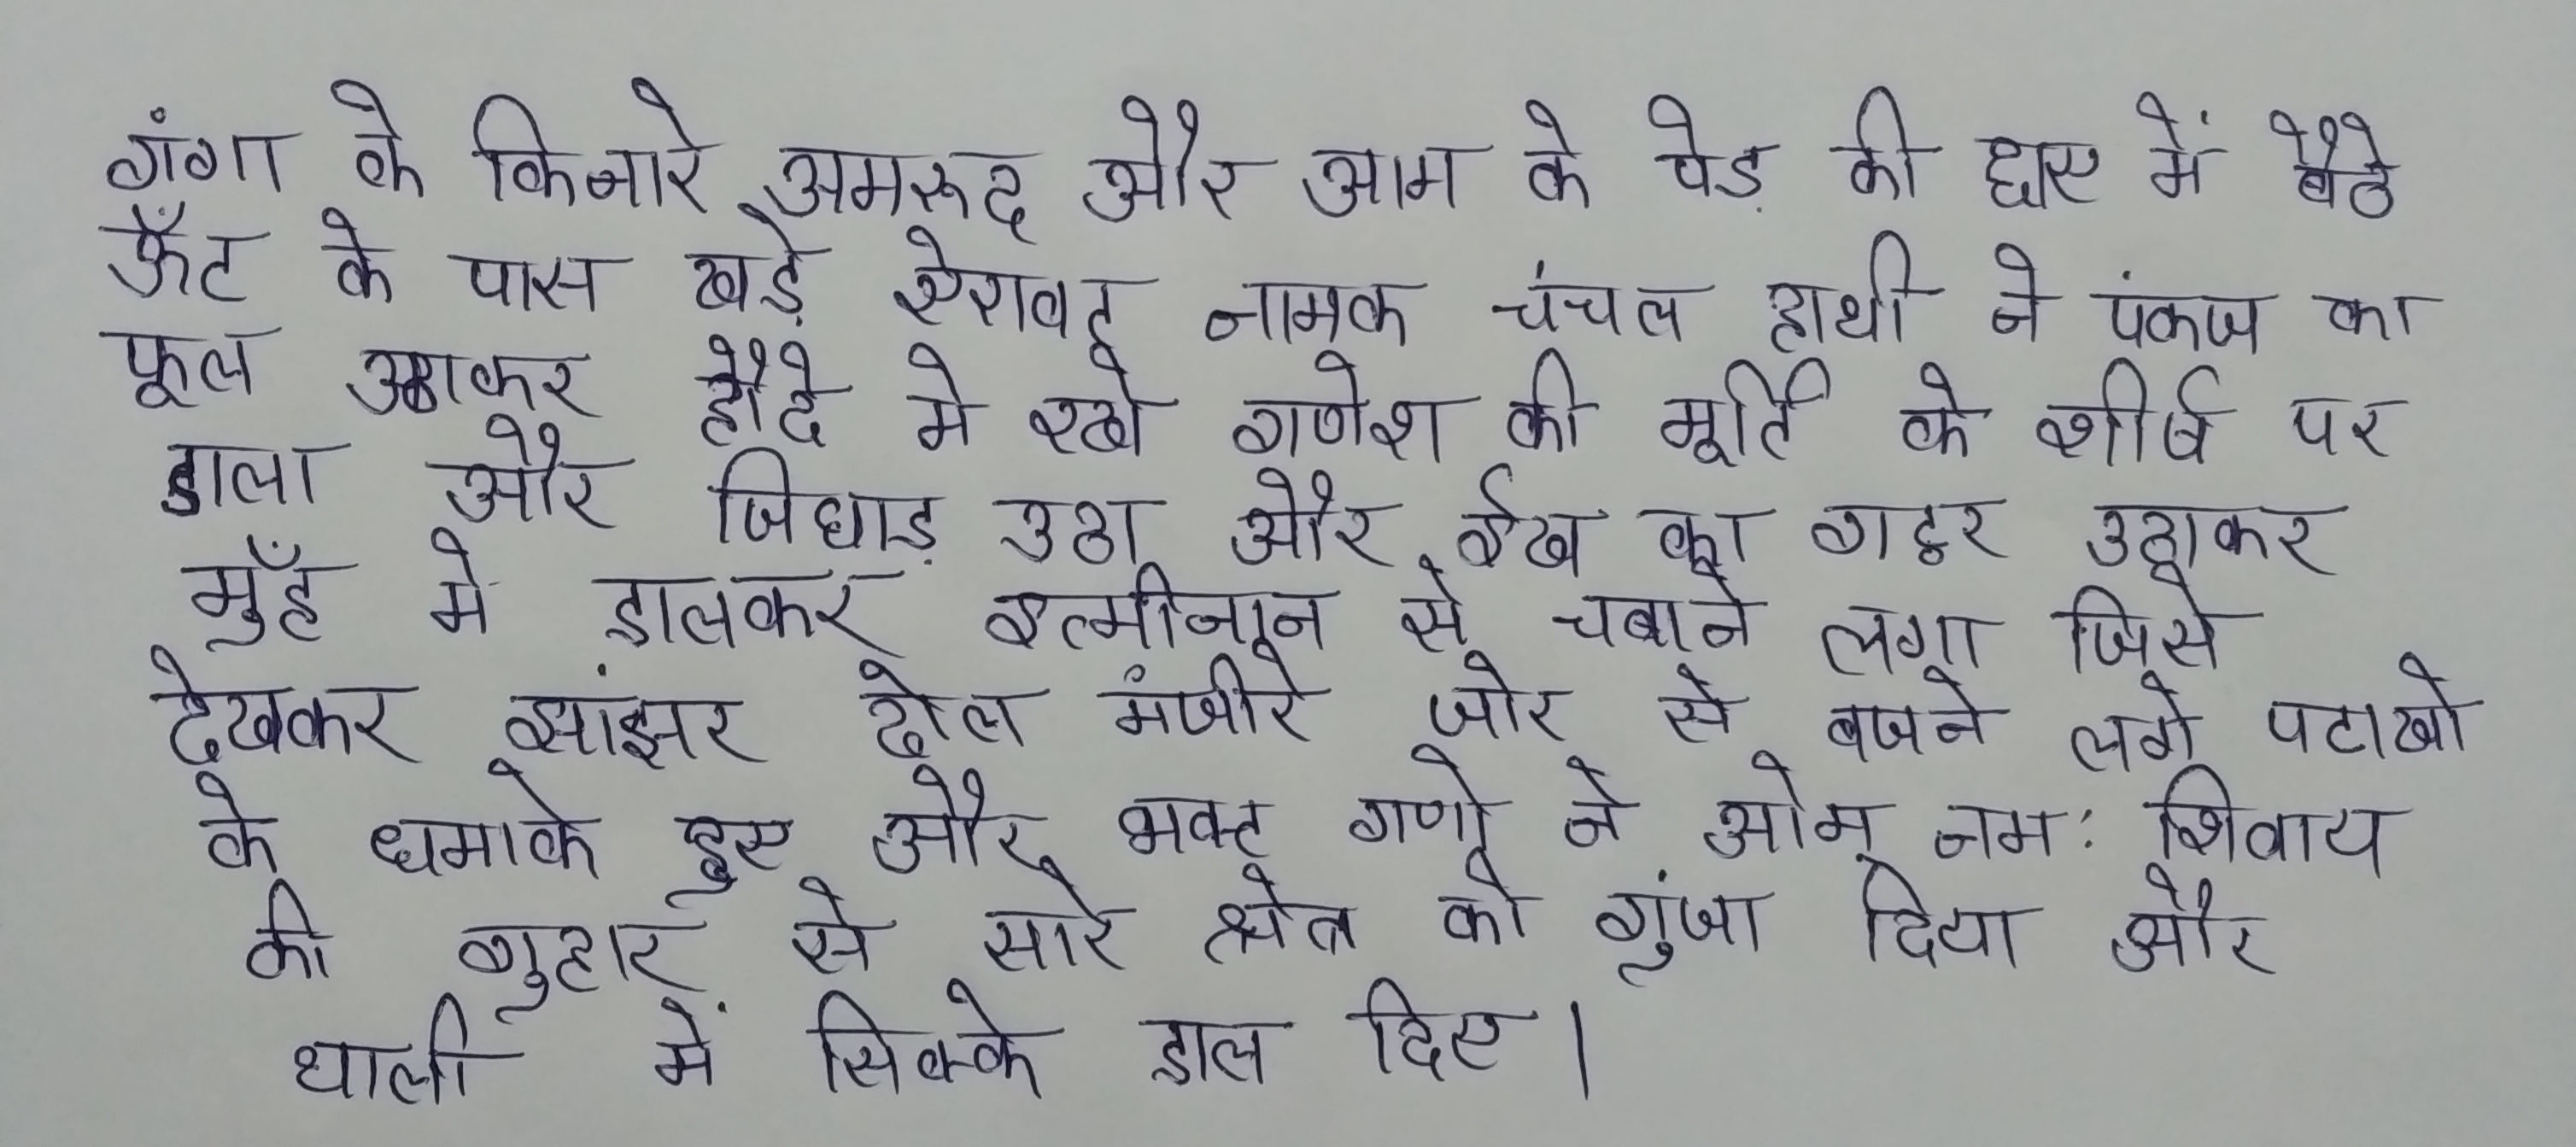 गंगा के किनारे अमरूद और आम के पेड़ की छाए में बैठे
ऊँट के पास खड़े ऐरावत् नामक चंचल हाथी ने पंकज का
फूल उठाकर हौदे मे रखे गणेश की मूर्ति के शीर्ष पर
डाला और जिघाड़ उठा और ईख का गट्ठर उठाकर
मुँह मे डालकर इत्मीनान से चबाने लगा जिसे
देखकर झांझर ढोल मंजीरे जोर से बजने लगे पटाखो
के धमाके हुए और भक्त गणो ने ओम् नमः शिवाय
की गुहार से सारे क्षेत्र को गुंजा दिया और
थाली में सिक्के डाल दिए।